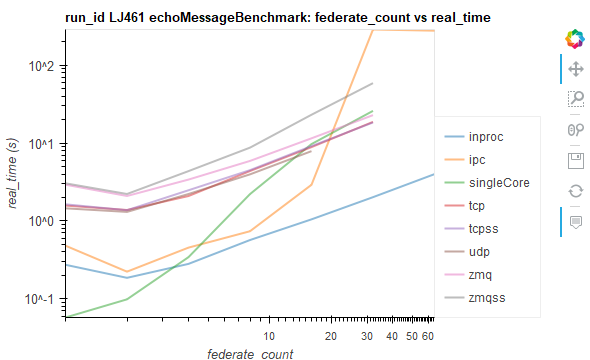 run_id LJ461 echoMessageBenchmark: federate_count vs real_time
real_time (s)
10^2
10^1
10^0
10^-1
10
20
30
40
50
60
federate_count
inproc
ipc
singleCore
tcp
tcpss
udp
zmq
zmqss